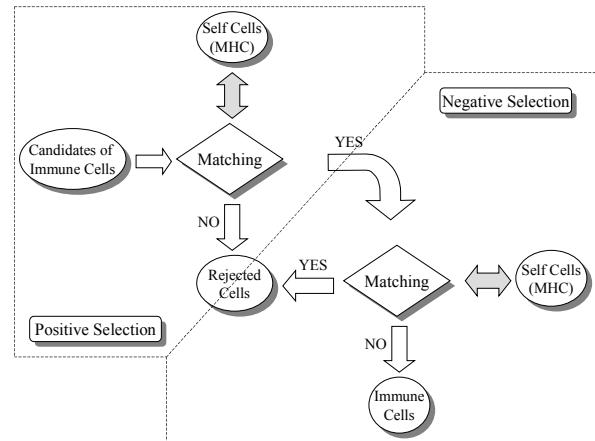 Self Cells
(MHC)
Negative Selection
YES
Candidates of
Immune Cells
Matching
NO
YES
Rejected
Cells
Matching
Self Cells
(MHC)
Positive Selection
NO
Immune
Cells